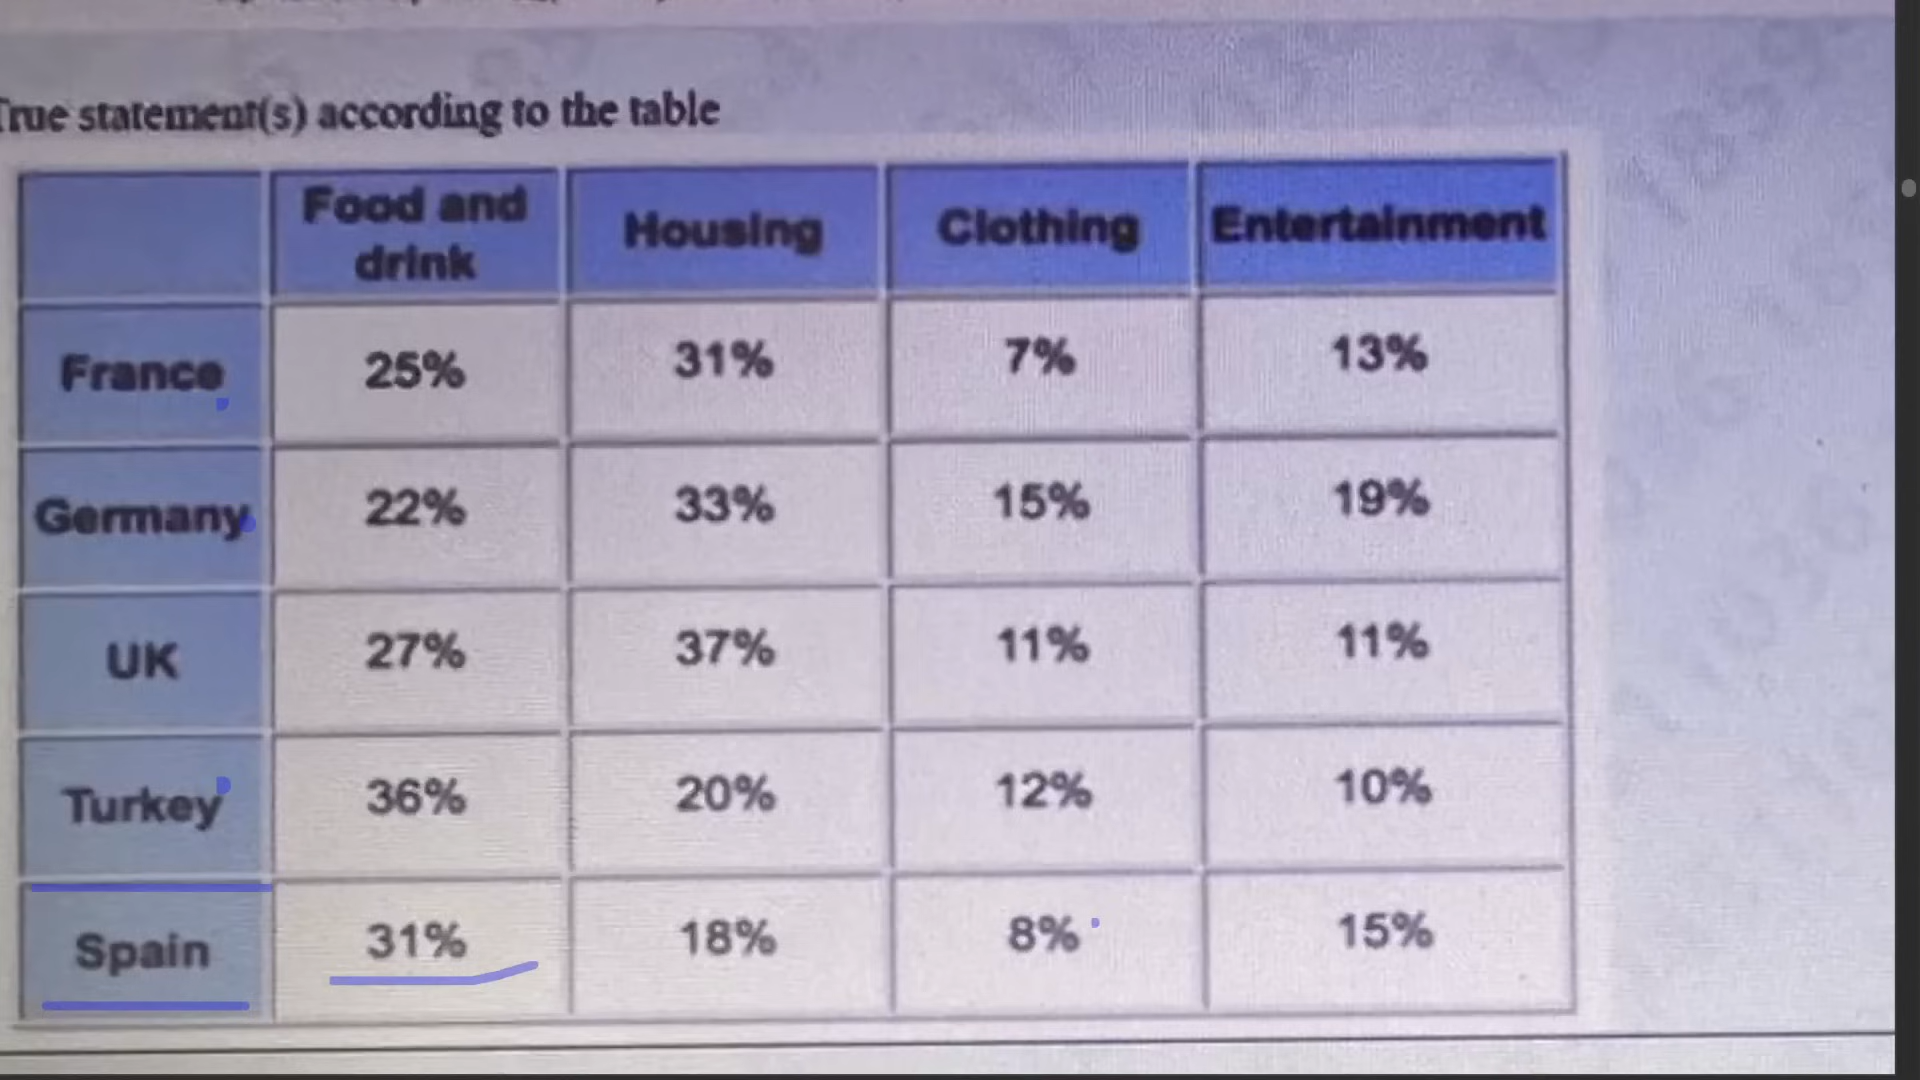 True statement(s) according to the table
Food and drink Housing Clothing Entertainment
France 25% 31% 7% 13%
Germany 22% 33% 15% 19%
UK 27% 37% 11% 11%
Turkey 36% 20% 12% 10%
Spain 31% 18% 8% 15%